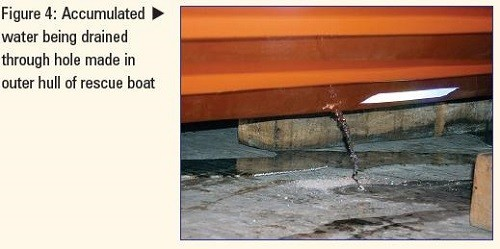 Figure 4: Accumulated ▶
water being drained
through hole made in
outer hull of rescue boat